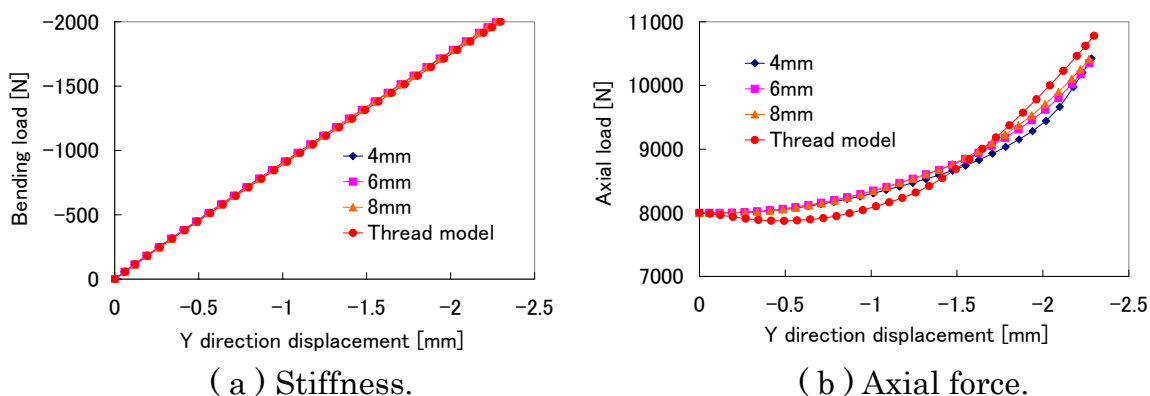 -2000
-1500
-1000
-500
0
Bending load [N]
4mm
6mm
8mm
Thread model
0
-0.5
-1
-1.5
-2
-2.5
Y direction displacement [mm]
( a ) Stiffness.
11000
10000
9000
8000
7000
Axial load [N]
4mm
6mm
8mm
Thread model
0
-0.5
-1
-1.5
-2
-2.5
Y direction displacement [mm]
( b ) Axial force.